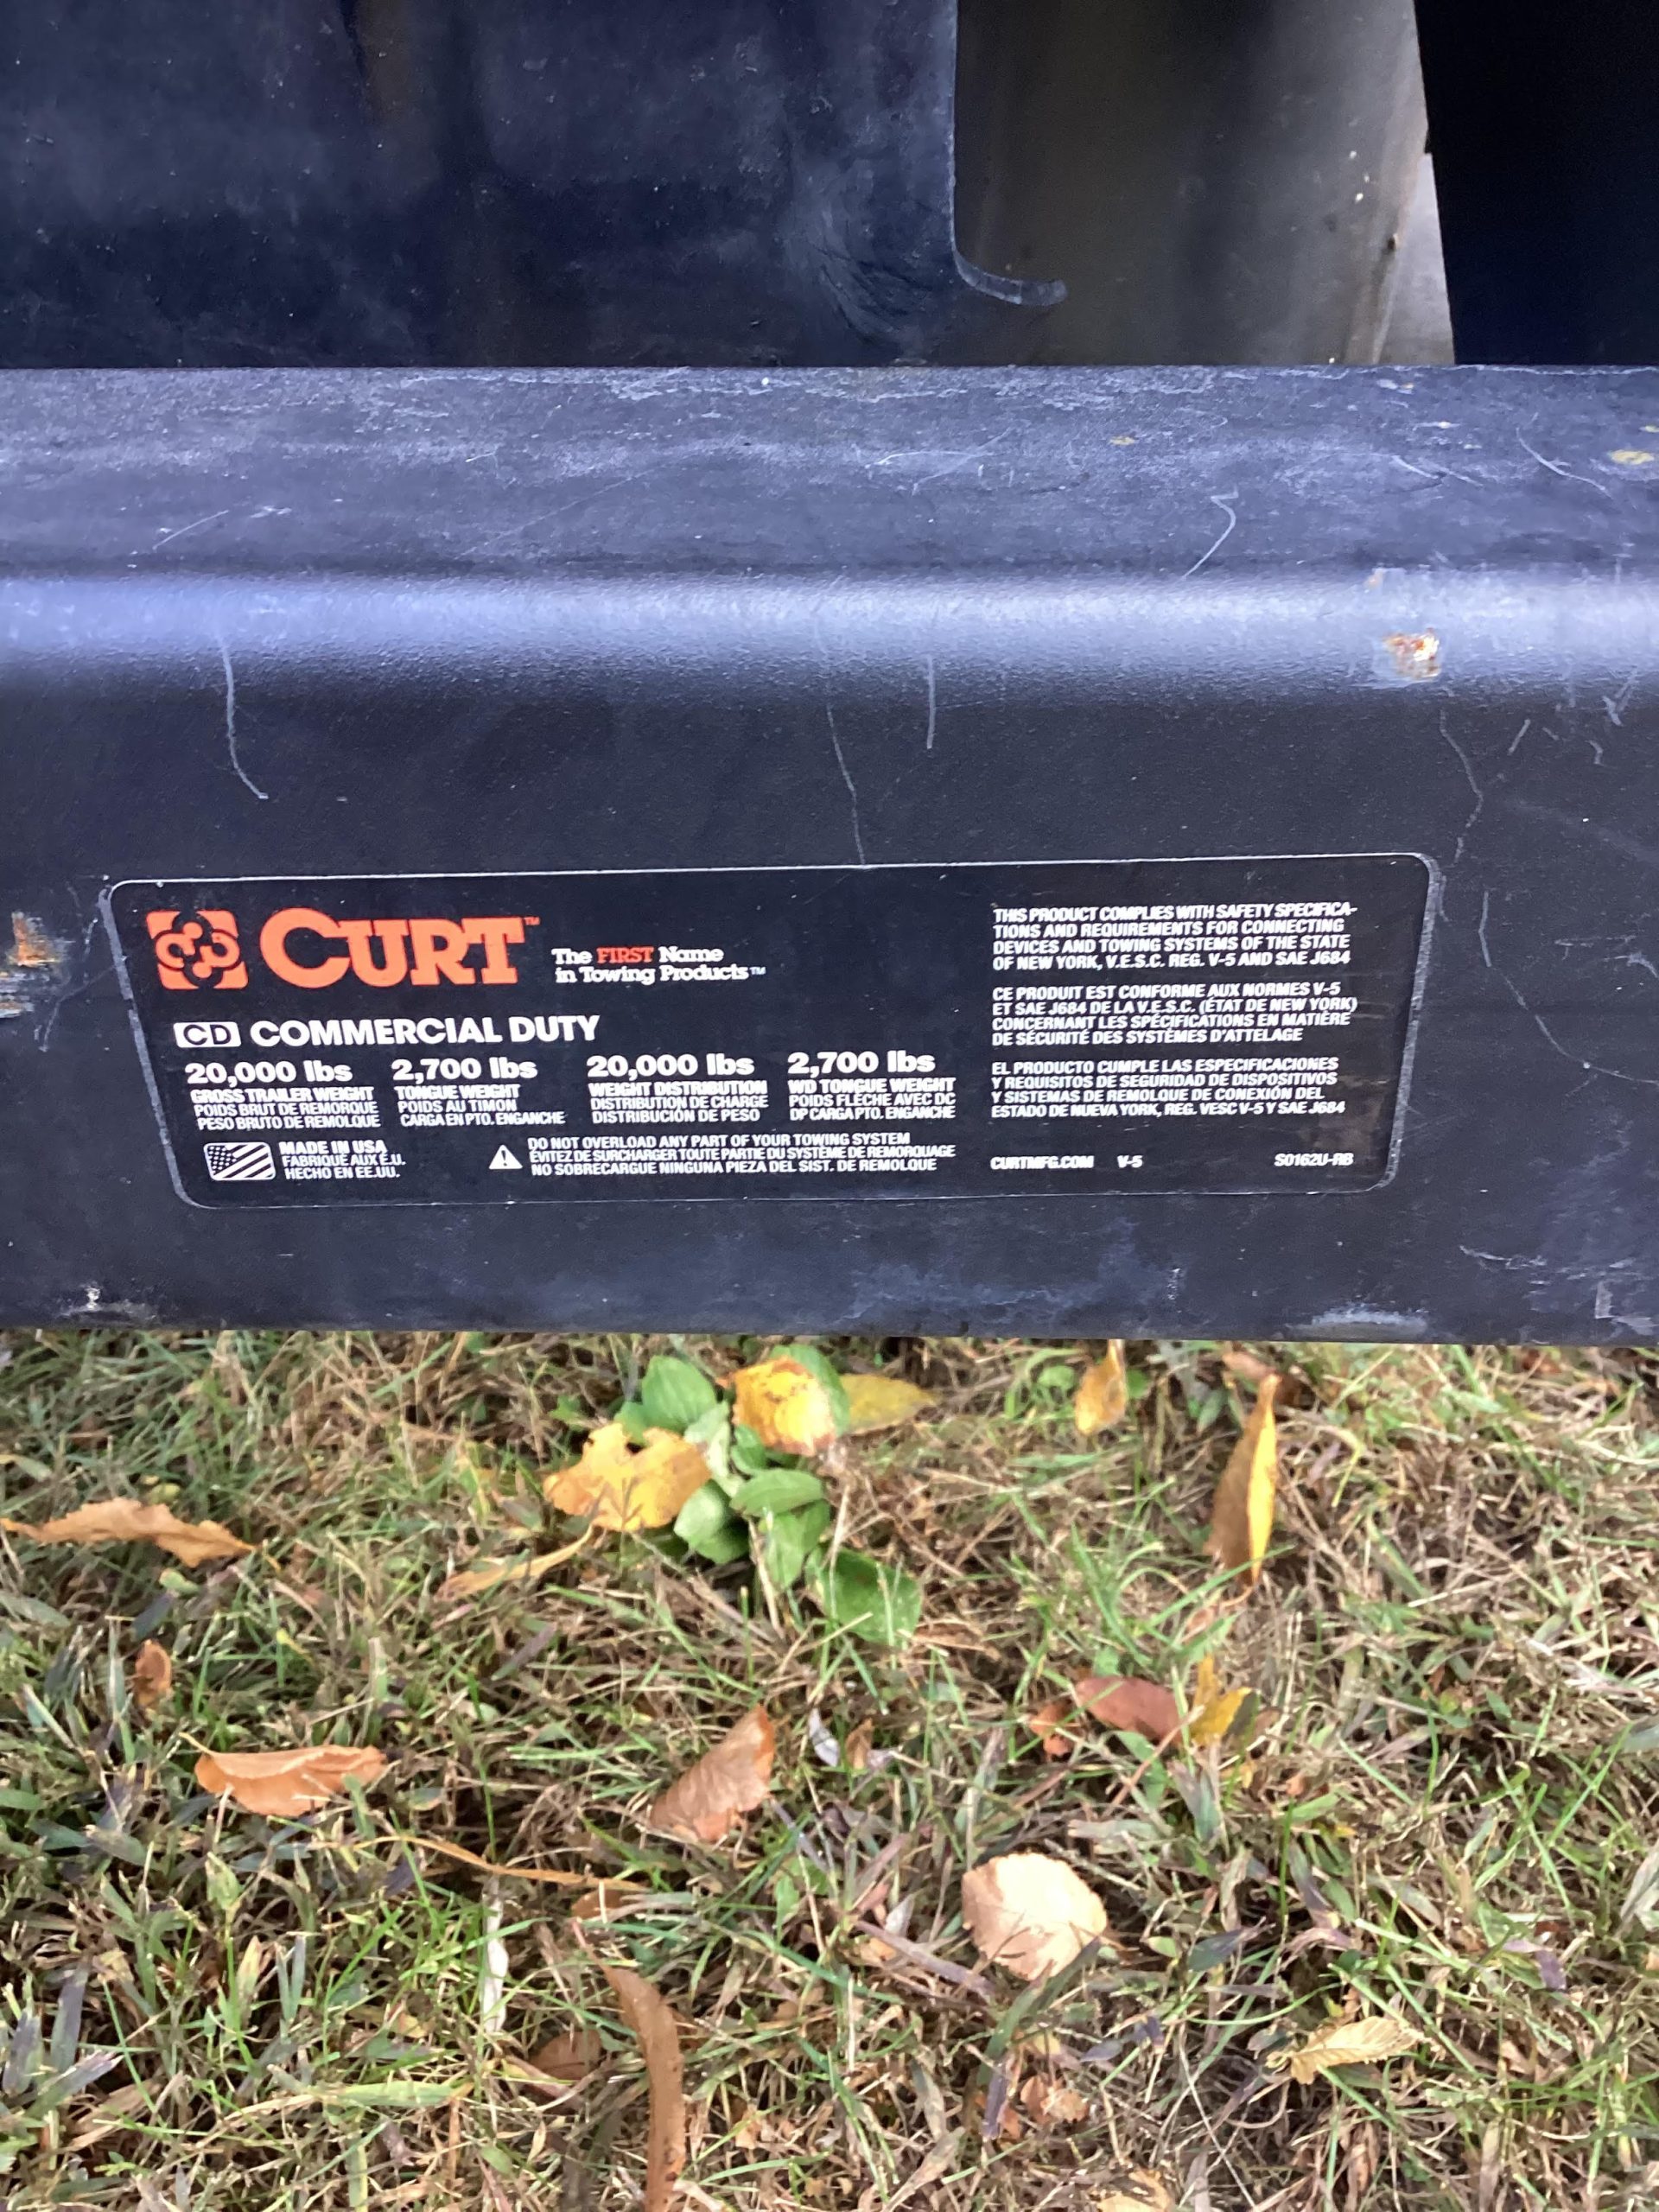 CURT™
The FIRST Name
in Towing Products™
CD COMMERCIAL DUTY
20,000 lbs
GROSS TRAILER WEIGHT
POIDS BRUT DE REMORQUE
PESO BRUTO DE REMOLQUE
2,700 lbs
TONGUE WEIGHT
POIDS AU TIMON
CARGA EN PTO. ENGANCHE
20,000 lbs
WEIGHT DISTRIBUTION
DISTRIBUTION DE CHARGE
DISTRIBUCIÓN DE PESO
2,700 lbs
WD TONGUE WEIGHT
POIDS FLÈCHE AVEC DC
DP CARGA PTO. ENGANCHE
MADE IN USA
FABRIQUÉ AUX É.U.
HECHO EN EE.UU.
DO NOT OVERLOAD ANY PART OF YOUR TOWING SYSTEM
ÉVITEZ DE SURCHARGER TOUTE PARTIE DU SYSTÈME DE REMORQUAGE
NO SOBRECARGUE NINGUNA PIEZA DEL SIST. DE REMOLQUE
THIS PRODUCT COMPLIES WITH SAFETY SPECIFICA-
TIONS AND REQUIREMENTS FOR CONNECTING
DEVICES AND TOWING SYSTEMS OF THE STATE
OF NEW YORK, V.E.S.C. REG. V-5 AND SAE J684
CE PRODUIT EST CONFORME AUX NORMES V-5
ET SAE J684 DE LA V.E.S.C. (ÉTAT DE NEW YORK)
CONCERNANT LES SPÉCIFICATIONS EN MATIÈRE
DE SÉCURITÉ DES SYSTÈMES D'ATTELAGE
EL PRODUCTO CUMPLE LAS ESPECIFICACIONES
Y REQUISITOS DE SEGURIDAD DE DISPOSITIVOS
Y SISTEMAS DE REMOLQUE DE CONEXIÓN DEL
ESTADO DE NUEVA YORK, REG. VESC V-5 Y SAE J684
CURTMFG.COM V-5 S0162U-RB